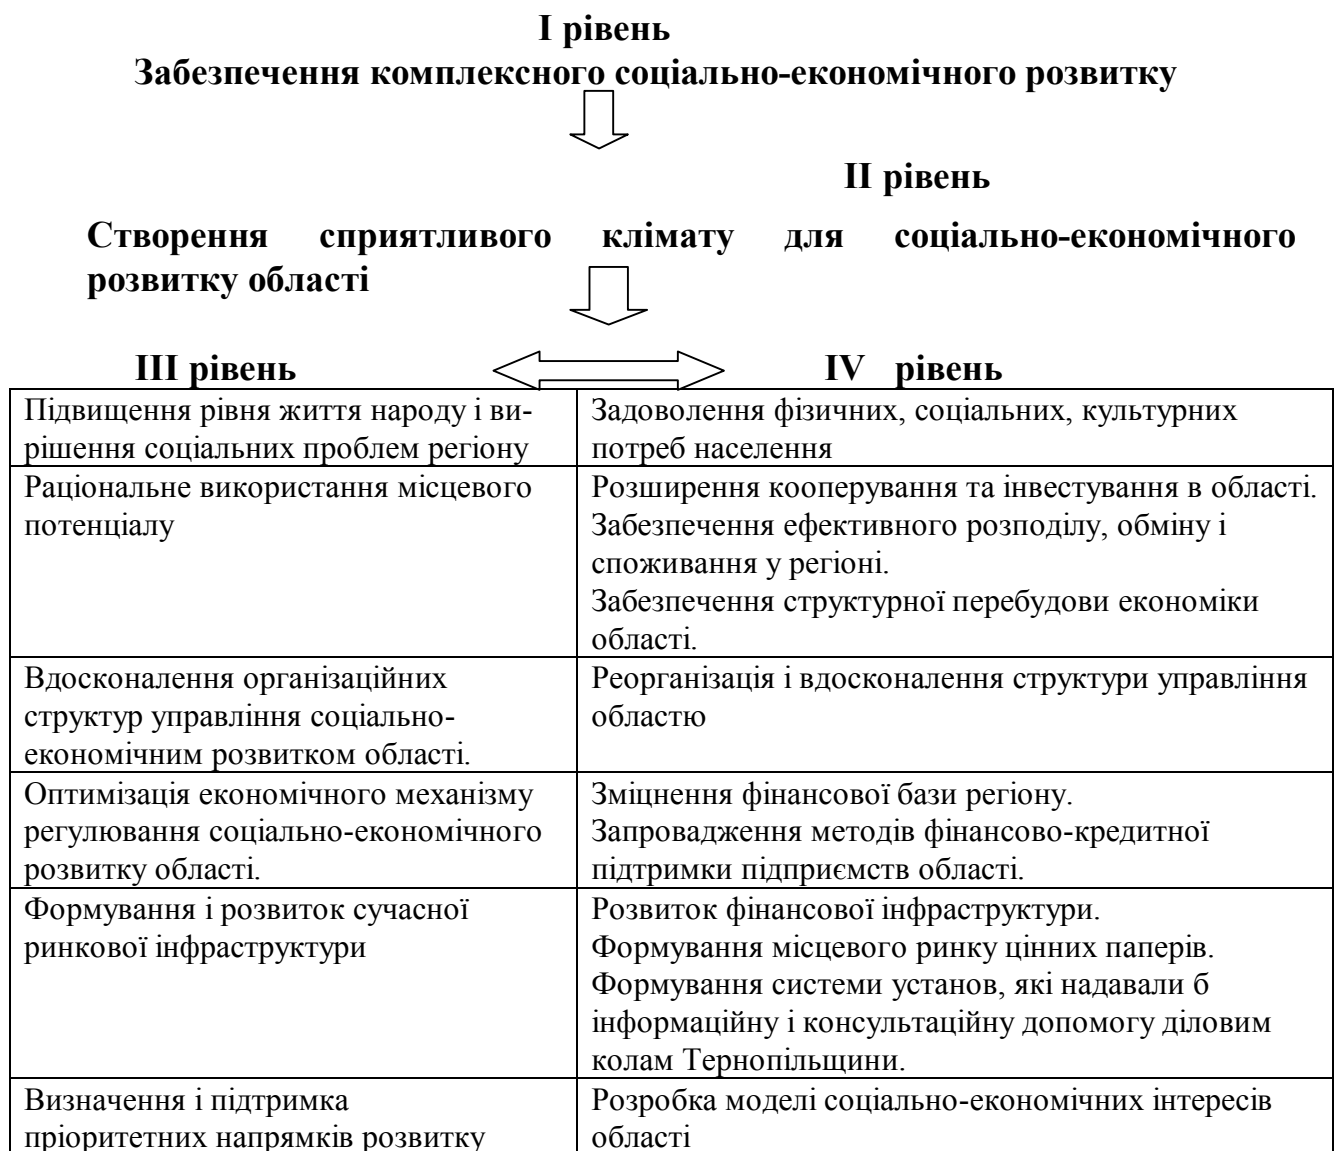 I рівень
Забезпечення комплексного соціально-економічного розвитку
II рівень
Створення сприятливого клімату для соціально-економічного
розвитку області
III рівень
IV рівень
Підвищення рівня життя народу і ви-
рішення соціальних проблем регіону
Задоволення фізичних, соціальних, культурних
потреб населення
Раціональне використання місцевого
потенціалу
Розширення кооперування та інвестування в області.
Забезпечення ефективного розподілу, обміну і
споживання у регіоні.
Забезпечення структурної перебудови економіки
області.
Вдосконалення організаційних
структур управління соціально-
економічним розвитком області.
Реорганізація і вдосконалення структури управління
областю
Оптимізація економічного механізму
регулювання соціально-економічного
розвитку області.
Зміцнення фінансової бази регіону.
Запровадження методів фінансово-кредитної
підтримки підприємств області.
Формування і розвиток сучасної
ринкової інфраструктури
Розвиток фінансової інфраструктури.
Формування місцевого ринку цінних паперів.
Формування системи установ, які надавали б
інформаційну і консультаційну допомогу діловим
колам Тернопільщини.
Визначення і підтримка
пріоритетних напрямків розвитку
Розробка моделі соціально-економічних інтересів
області